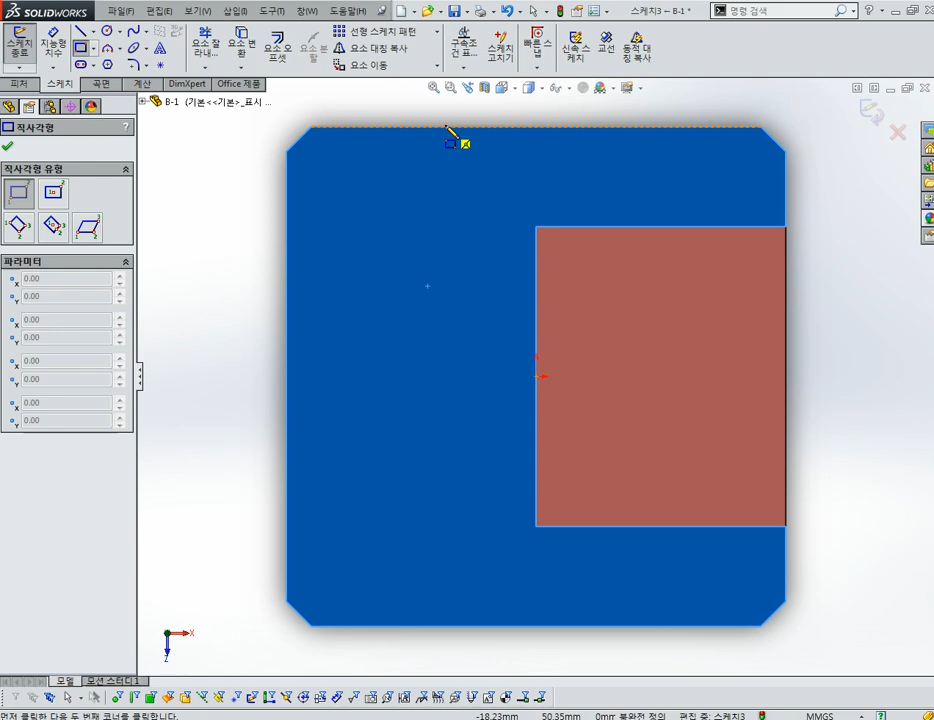 SOLIDWORKS 파일(F) 편집(E) 보기(V) 삽입(I) 도구(T) 창(W) 도움말(H) 스케치3 – B-1 * 명령 검색
스케치 종료 지능형 치수 요소 잘라내... 요소 변환 요소 오프셋 요소 분할 선형 스케치 패턴 요소 대칭 복사 요소 이동 구속조건 표... 스케치 고치기 빠른 스냅 신속 스케치 교선 동적 대칭 복사
피처 스케치 곡면 계산 DimXpert Office 제품
B-1 (기본<<기본>_표시 ...
직사각형 ?
직사각형 유형
파라미터
X 0.00
Y 0.00
X 0.00
Y 0.00
X 0.00
Y 0.00
X 0.00
Y 0.00
X
Z
모델 모션 스터디1
먼저 클릭한 다음 두 번째 코너를 클릭합니다. -18.23mm 50.35mm 0mm 불완전 정의 편집 중: 스케치3 MMGS